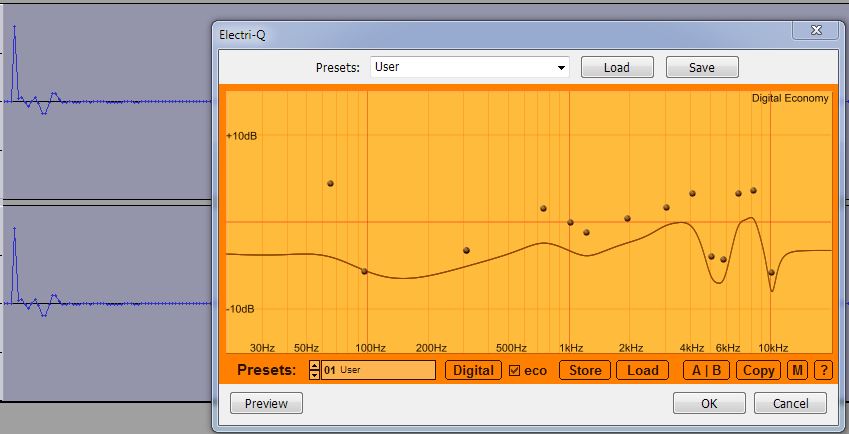 Electri-Q
Presets: User Load Save
Digital Economy
+10dB
-10dB
30Hz 50Hz 100Hz 200Hz 500Hz 1kHz 2kHz 4kHz 6kHz 10kHz
Presets: 01 User Digital eco Store Load A | B Copy M ?
Preview OK Cancel